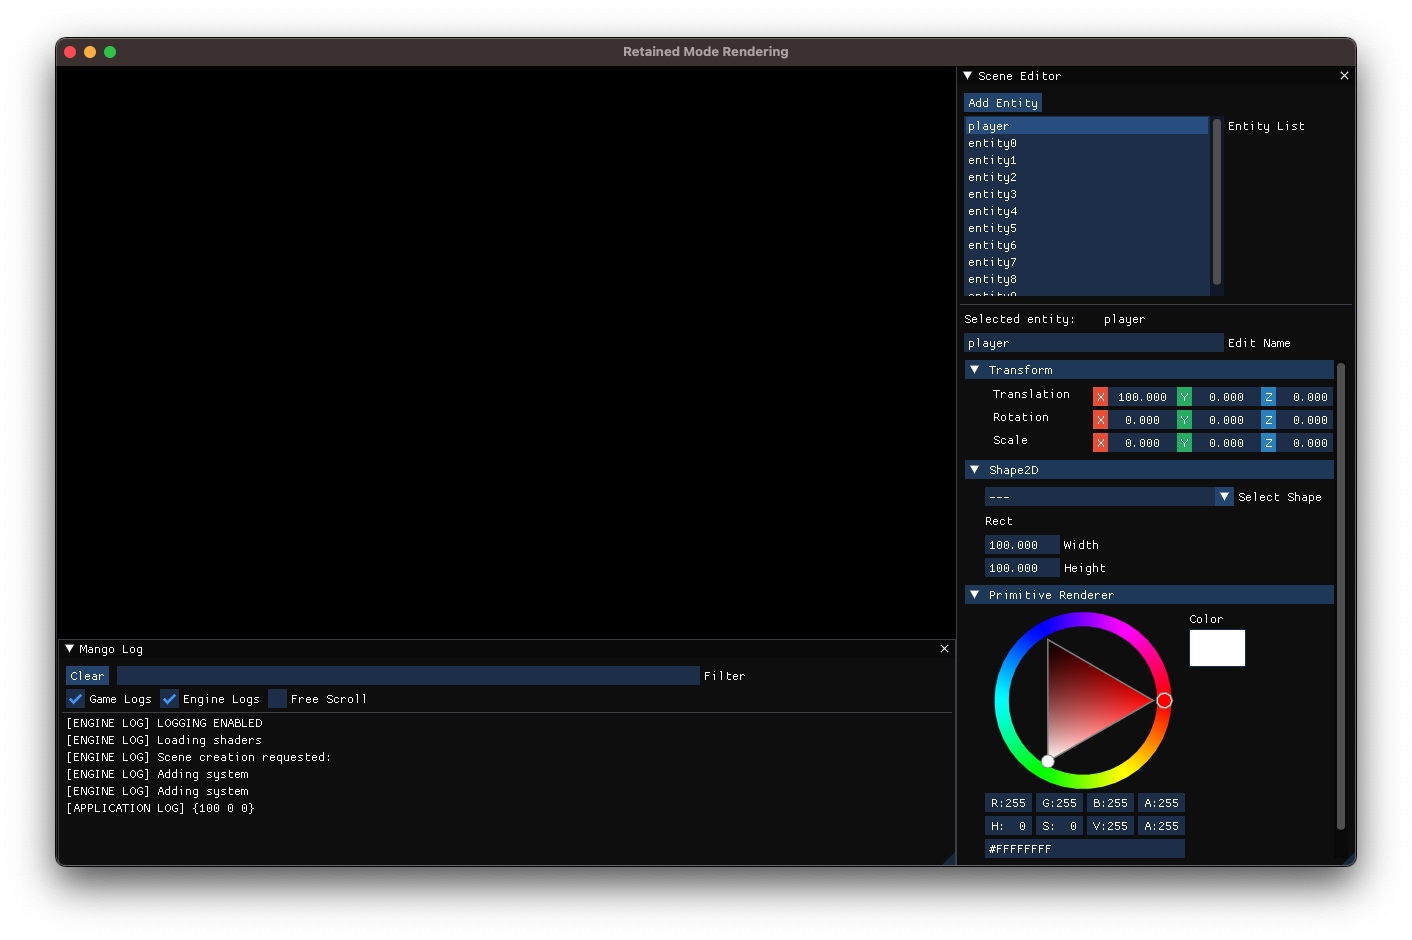 Retained Mode Rendering
Scene Editor
Add Entity
player
Entity List
entity0
entity1
entity2
entity3
entity4
entity5
entity6
entity7
entity8
Selected entity: player
player Edit Name
Transform
Translation X 100.000 Y 0.000 Z 0.000
Rotation X 0.000 Y 0.000 Z 0.000
Scale X 0.000 Y 0.000 Z 0.000
Shape2D
--- Select Shape
Rect
100.000 Width
100.000 Height
Primitive Renderer
Color
R:255 G:255 B:255 A:255
H: 0 S: 0 V:255 A:255
#FFFFFFFF
Mango Log
Clear Filter
Game Logs Engine Logs Free Scroll
[ENGINE LOG] LOGGING ENABLED
[ENGINE LOG] Loading shaders
[ENGINE LOG] Scene creation requested:
[ENGINE LOG] Adding system
[ENGINE LOG] Adding system
[APPLICATION LOG] {100 0 0}